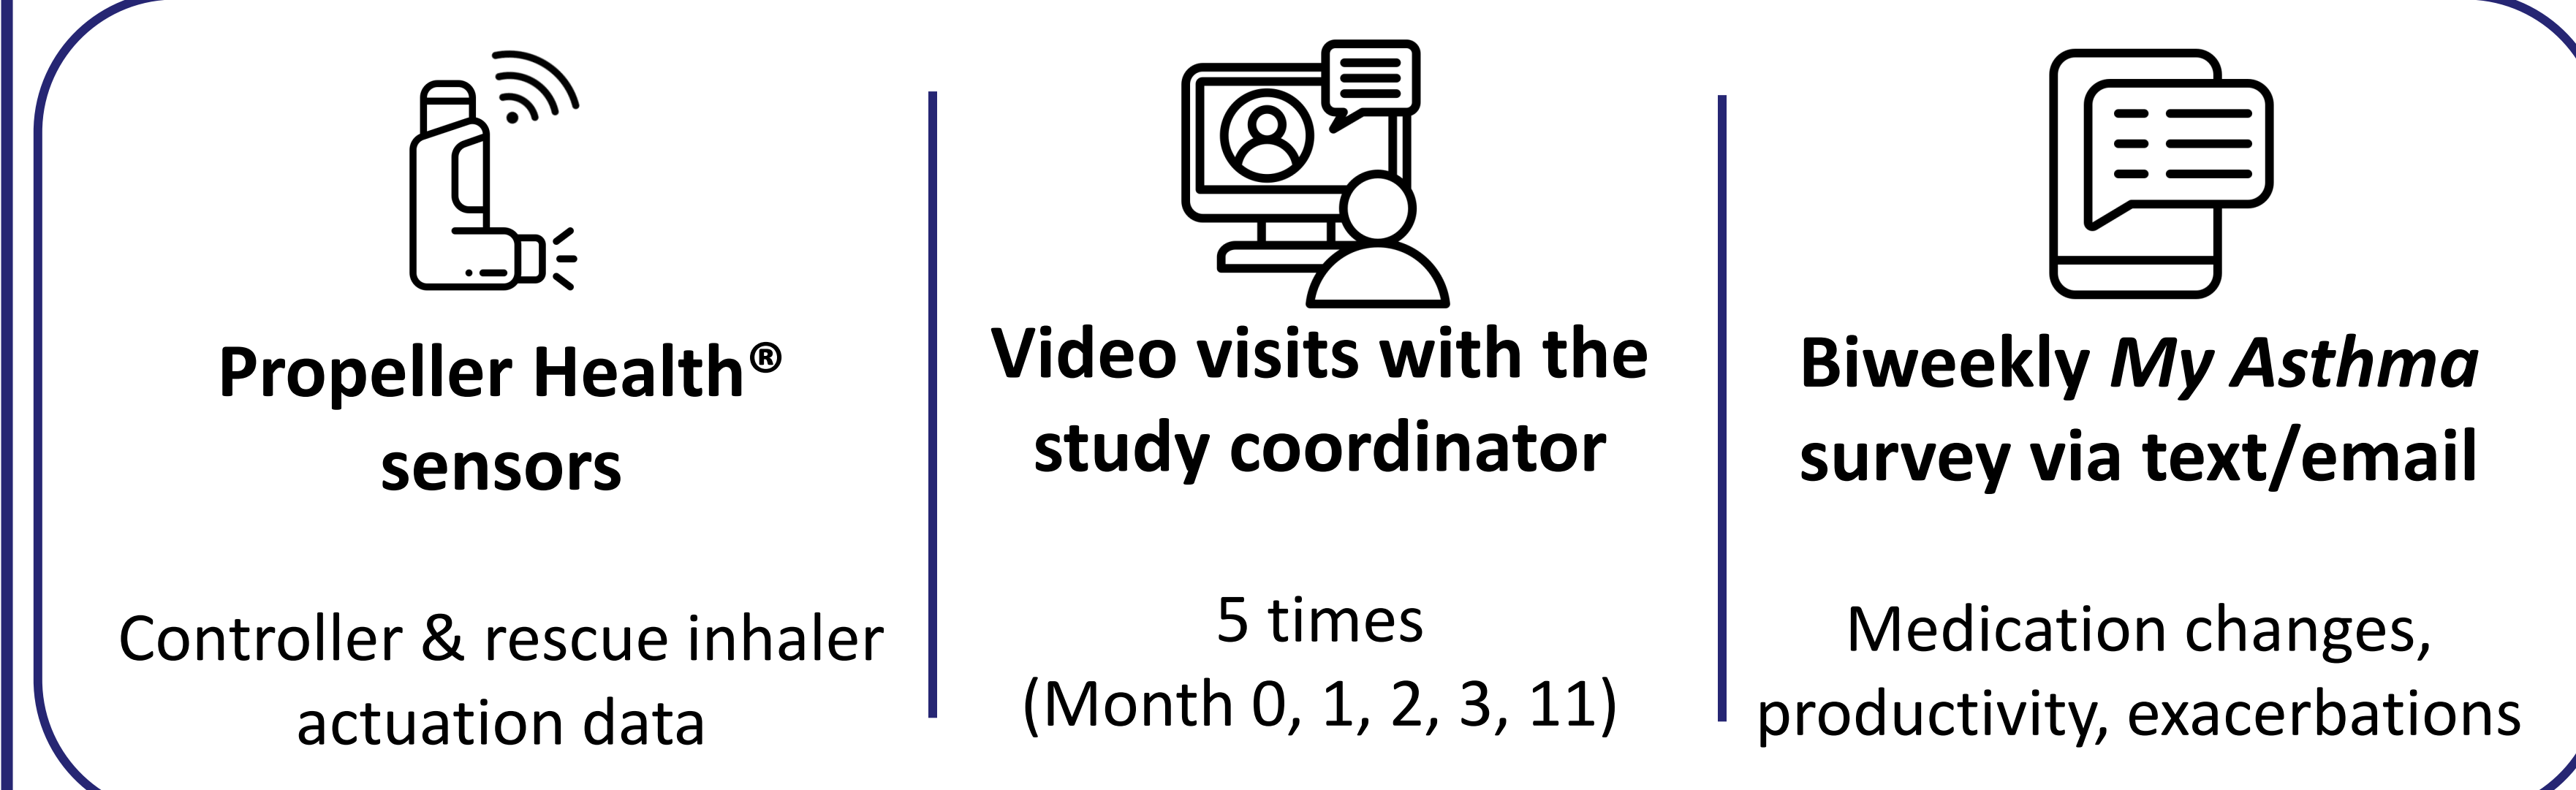 Propeller Health®
sensors
Controller & rescue inhaler
actuation data
Video visits with the
study coordinator
5 times
(Month 0, 1, 2, 3, 11)
Biweekly My Asthma
survey via text/email
Medication changes,
productivity, exacerbations